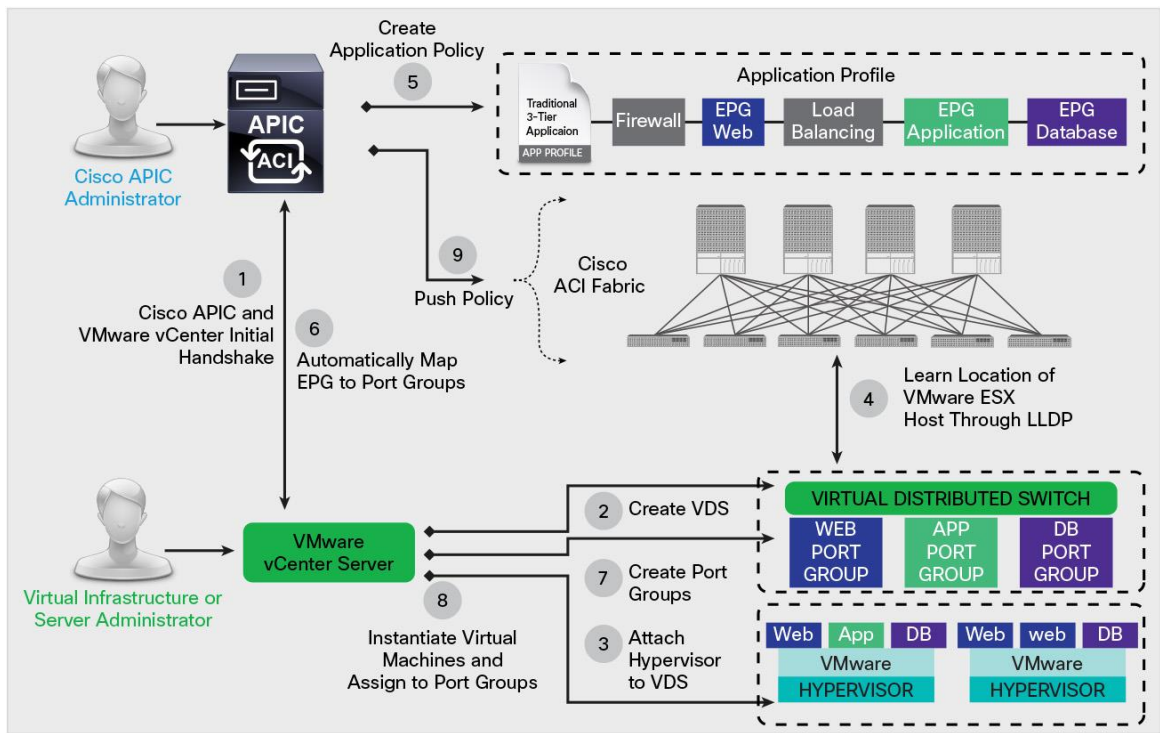 Create
Application Policy
5
Application Profile
Traditional
3-Tier
Applicaion
APP PROFILE
Firewall
EPG
Web
Load
Balancing
EPG
Application
EPG
Database
APIC
ACI
Cisco APIC
Administrator
1
Cisco APIC and
VMware vCenter Initial
Handshake
6
Automatically Map
EPG to Port Groups
9
Push Policy
Cisco
ACI Fabric
4
Learn Location of
VMware ESX
Host Through LLDP
Virtual Infrastructure or
Server Administrator
VMware
vCenter Server
2
Create VDS
7
Create Port
Groups
8
Instantiate Virtual
Machines and
Assign to Port Groups
3
Attach
Hypervisor
to VDS
VIRTUAL DISTRIBUTED SWITCH
WEB
PORT
GROUP
APP
PORT
GROUP
DB
PORT
GROUP
Web App DB
VMware
HYPERVISOR
Web web DB
VMware
HYPERVISOR